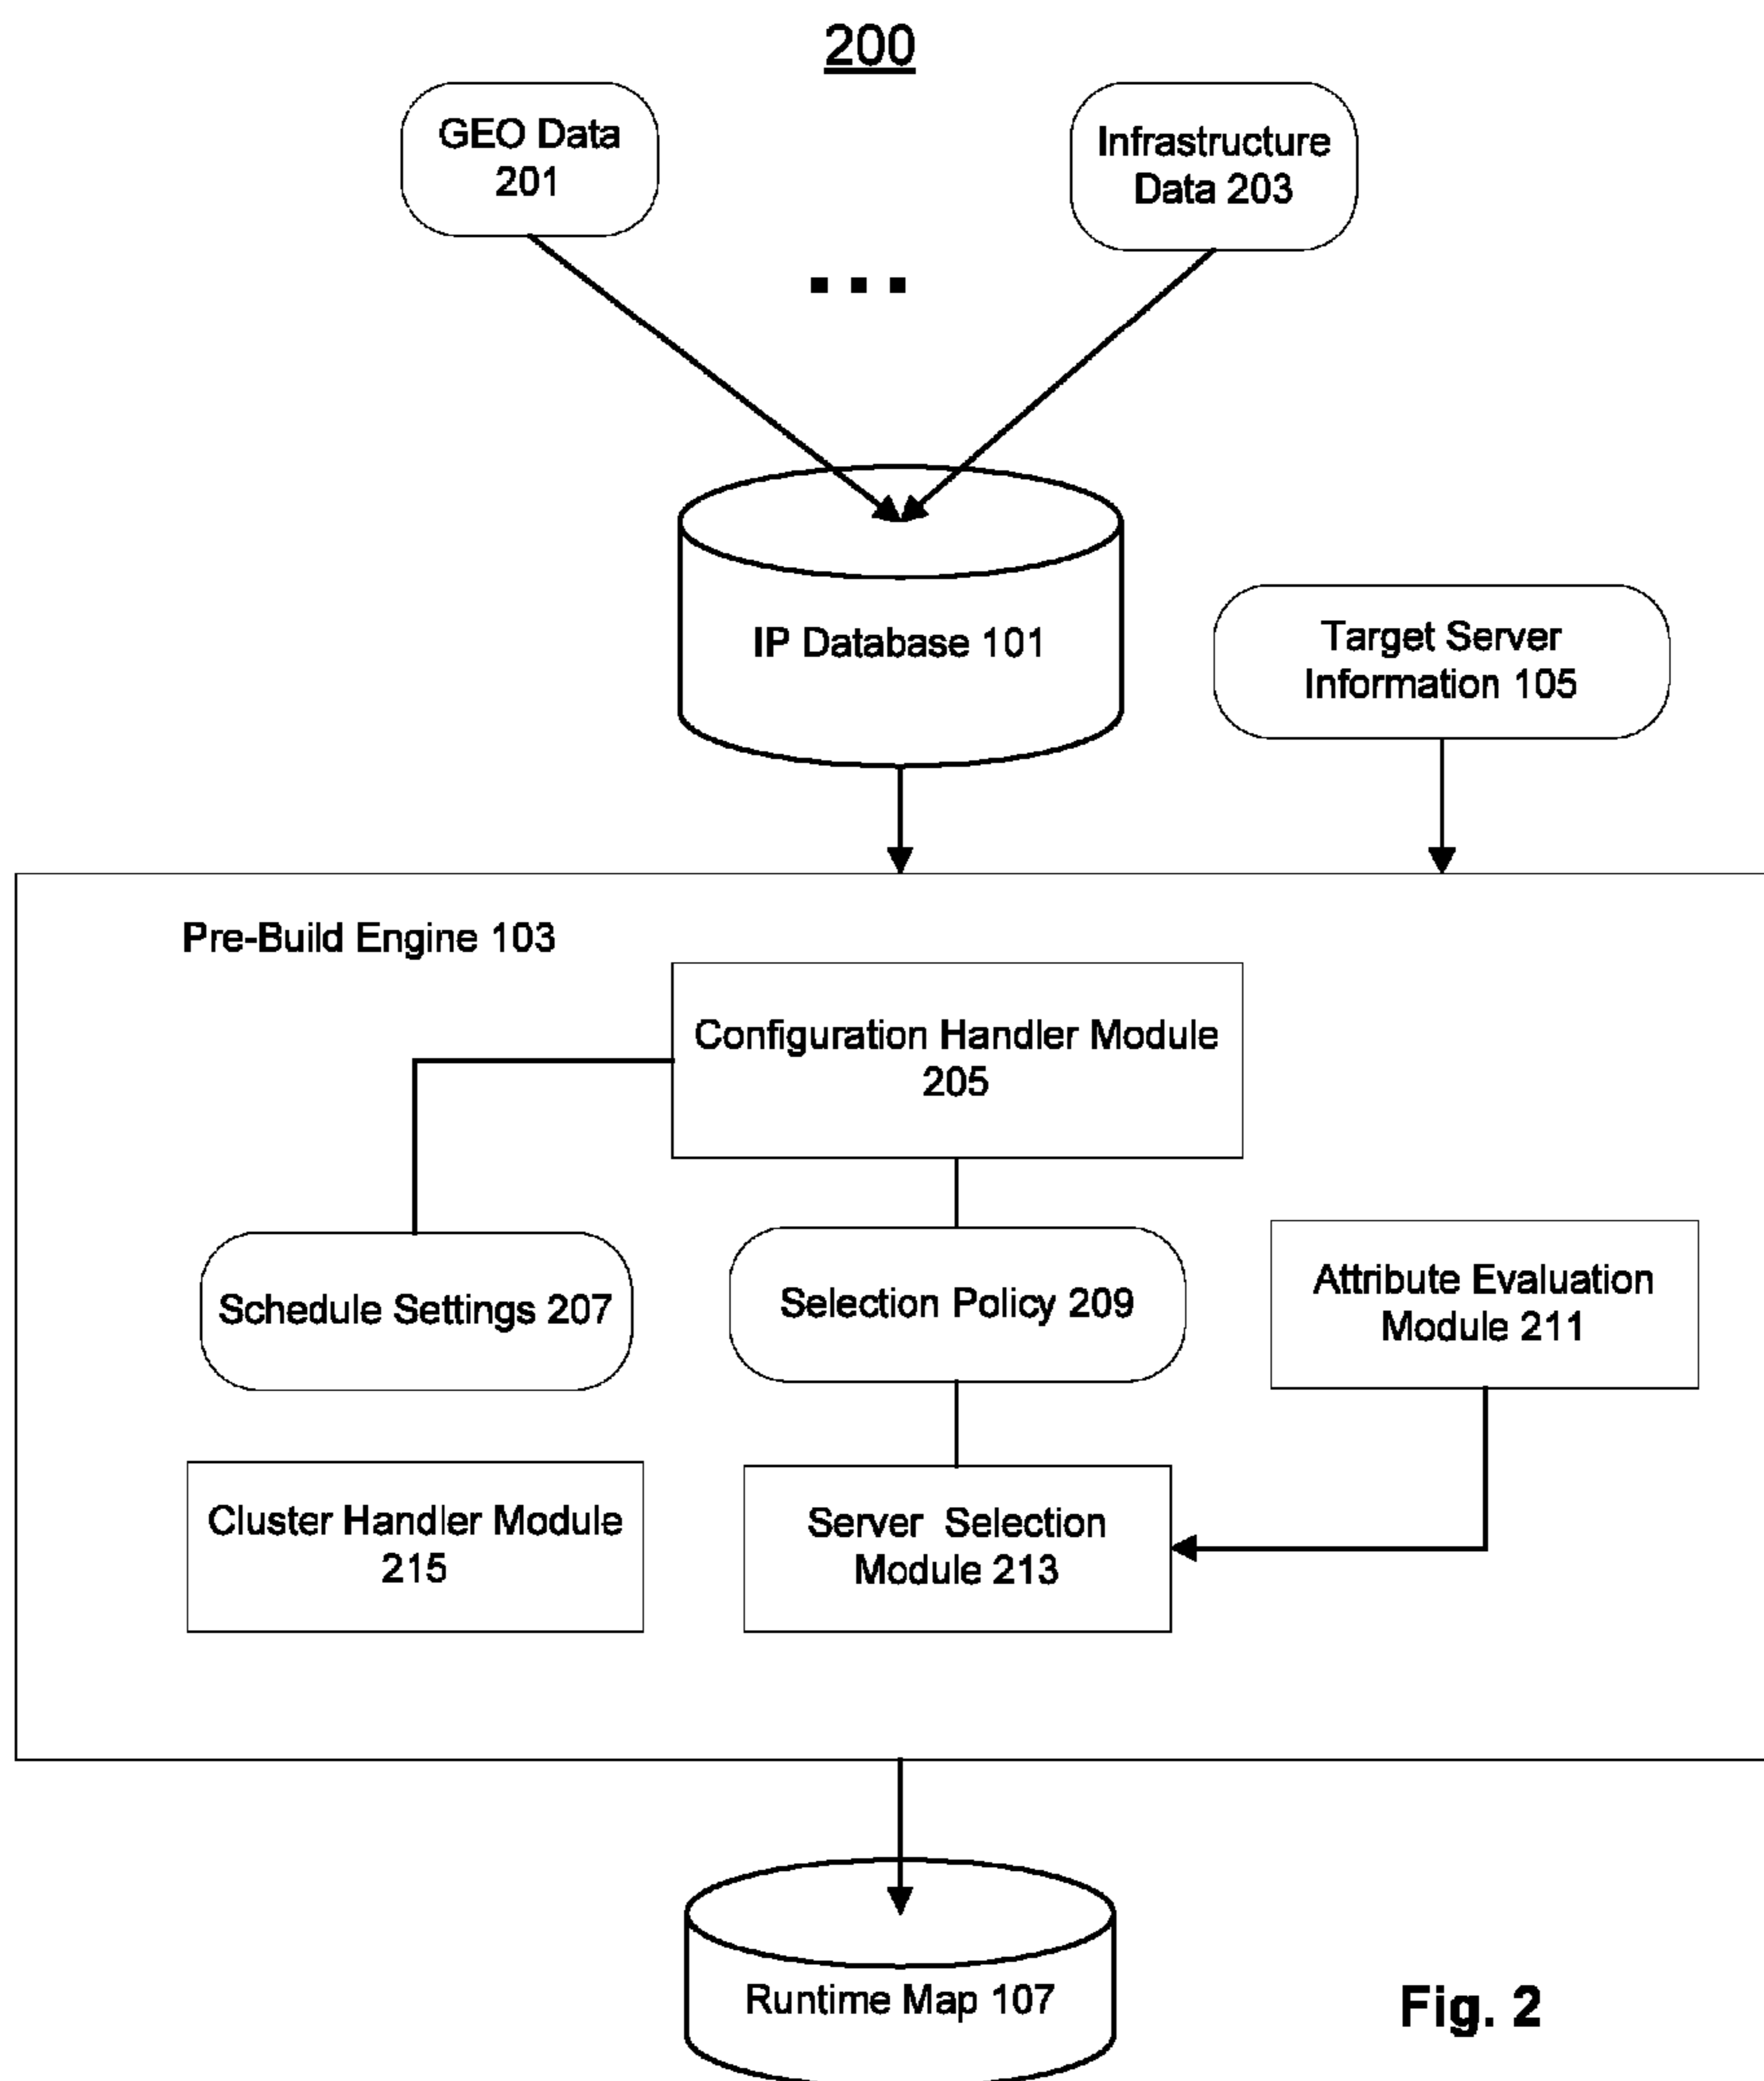 200
GEO Data
201
Infrastructure
Data 203
...
IP Database 101
Target Server
Information 105
Pre-Build Engine 103
Configuration Handler Module
205
Schedule Settings 207
Selection Policy 209
Attribute Evaluation
Module 211
Cluster Handler Module
215
Server Selection
Module 213
Runtime Map 107
Fig. 2